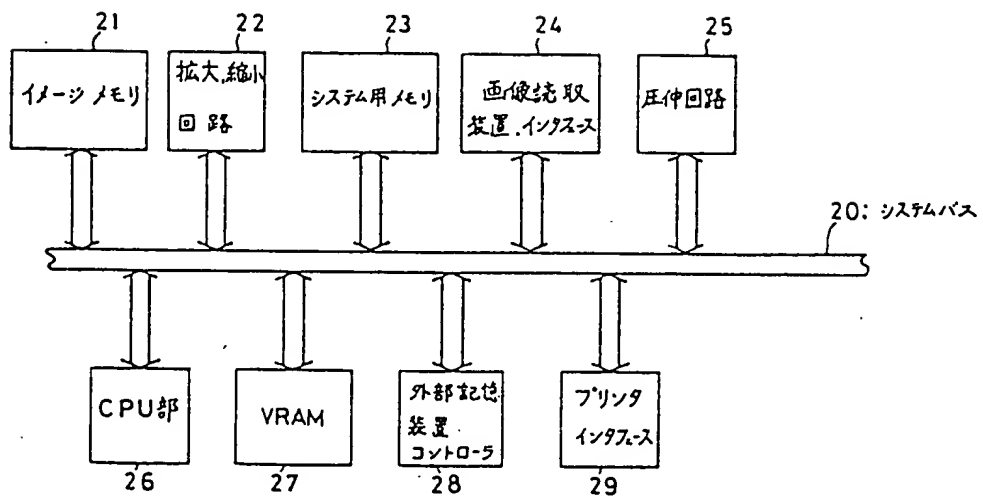 21
22
23
24
25
イメージ メモリ
拡大,縮小
回路
システム用メモリ
画像読取
装置.インタフェース
圧伸回路
20: システムバス
CPU部
VRAM
外部記憶
装置
コントローラ
プリンタ
インタフェース
26
27
28
29